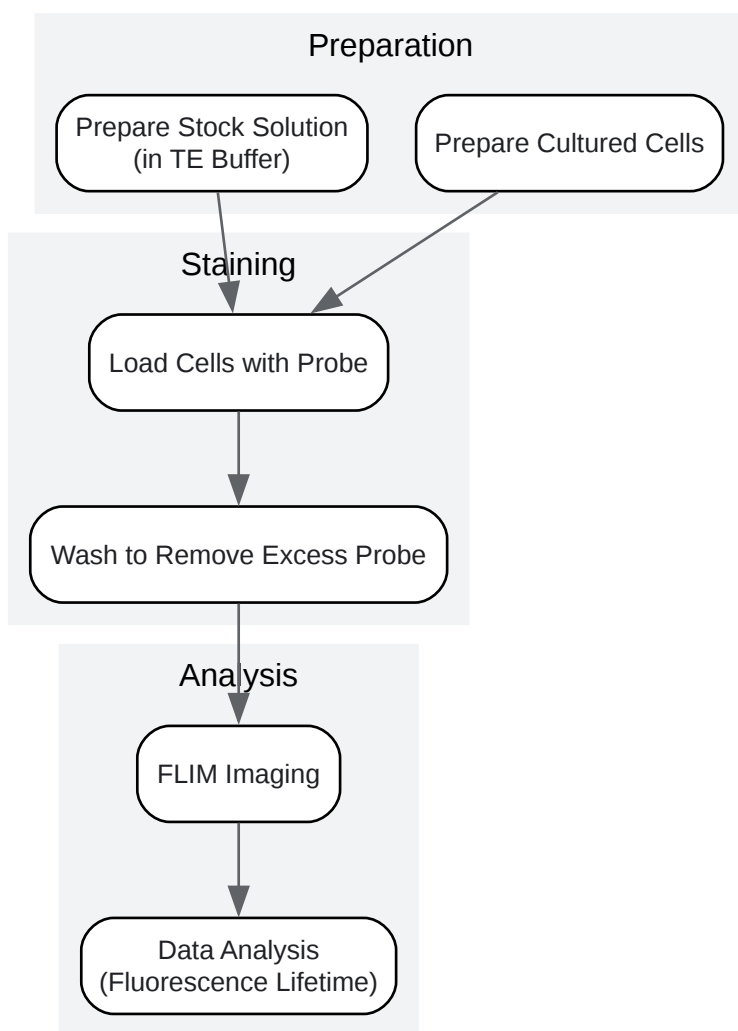 Preparation
Prepare Stock Solution
(in TE Buffer)
Prepare Cultured Cells
Staining
Load Cells with Probe
Wash to Remove Excess Probe
Analysis
FLIM Imaging
Data Analysis
(Fluorescence Lifetime)